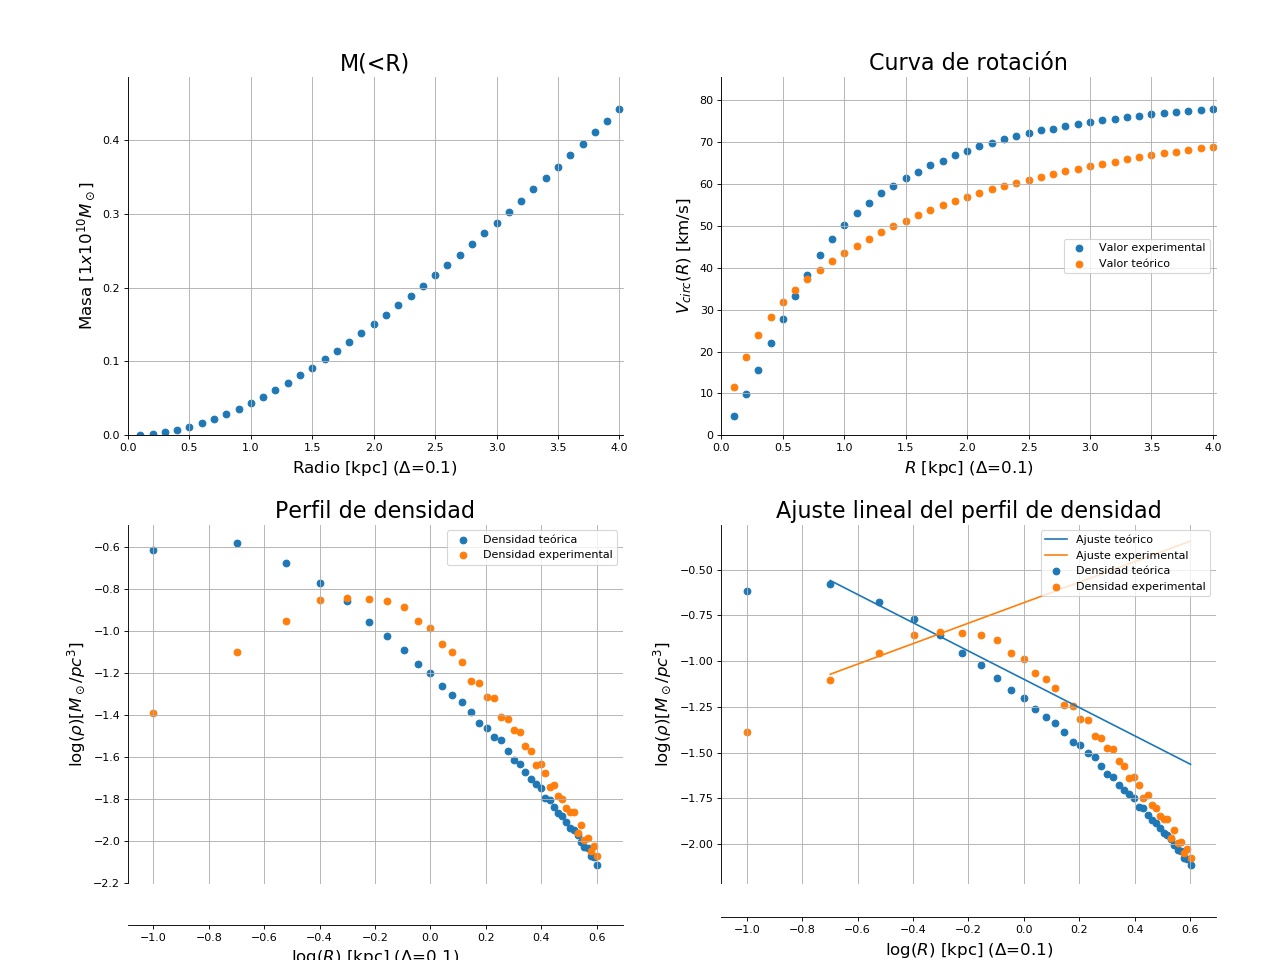 M(<R)
Masa [1x10^{10}M_⊙]
0.4
0.3
0.2
0.1
0.0
0.0 0.5 1.0 1.5 2.0 2.5 3.0 3.5 4.0
Radio [kpc] (Δ=0.1)
Curva de rotación
V_{circ}(R) [km/s]
80
70
60
50
40
30
20
10
0
Valor experimental
Valor teórico
0.0 0.5 1.0 1.5 2.0 2.5 3.0 3.5 4.0
R [kpc] (Δ=0.1)
Perfil de densidad
log(ρ)[M_⊙/pc^3]
−0.6
−0.8
−1.0
−1.2
−1.4
−1.6
−1.8
−2.0
−2.2
Densidad teórica
Densidad experimental
−1.0 −0.8 −0.6 −0.4 −0.2 0.0 0.2 0.4 0.6
log(R) [kpc] (Δ=0.1)
Ajuste lineal del perfil de densidad
log(ρ)[M_⊙/pc^3]
−0.50
−0.75
−1.00
−1.25
−1.50
−1.75
−2.00
Ajuste teórico
Ajuste experimental
Densidad teórica
Densidad experimental
−1.0 −0.8 −0.6 −0.4 −0.2 0.0 0.2 0.4 0.6
log(R) [kpc] (Δ=0.1)